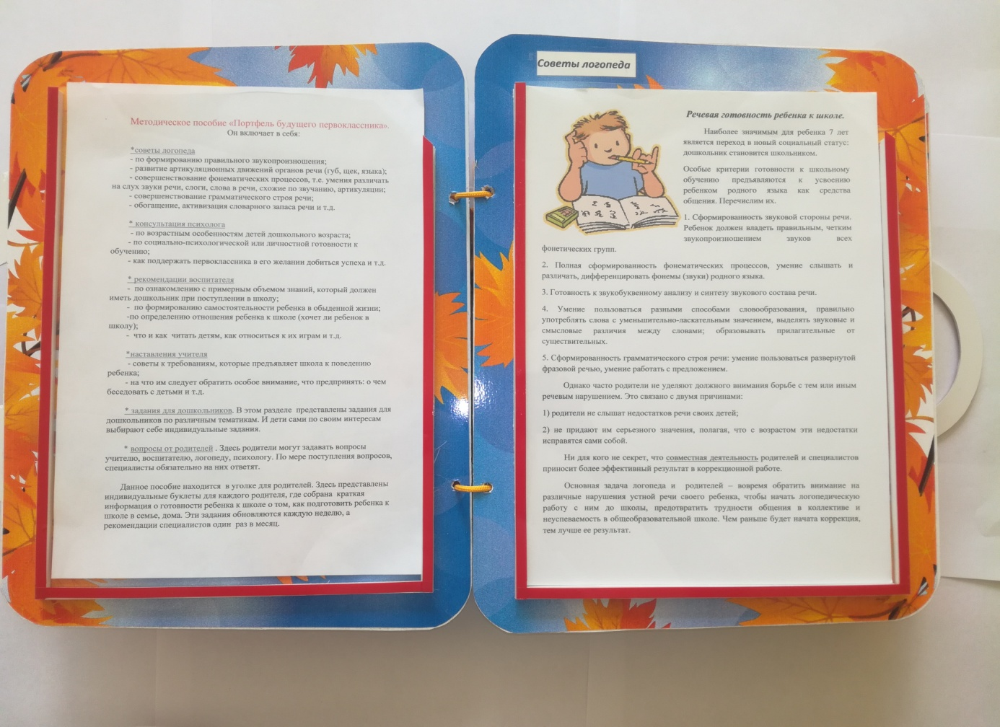 Методическое пособие «Портфель будущего первоклассника».
Он включает в себя:
*советы логопеда
- по формированию правильного звукопроизношения;
- развитие артикуляционных движений органов речи (губ, щек, языка);
- совершенствование фонематических процессов, т.е. умения различать
на слух звуки речи, слоги, слова в речи, схожие по звучанию, артикуляции;
- совершенствование грамматического строя речи;
- обогащение, активизация словарного запаса речи и т.д.
* консультация психолога
- по возрастным особенностям детей дошкольного возраста;
- по социально-психологической или личностной готовности к
обучению;
- как поддержать первоклассника в его желании добиться успеха и т.д.
* рекомендации воспитателя
- по ознакомлению с примерным объемом знаний, который должен
иметь дошкольник при поступлении в школу;
- по формированию самостоятельности ребенка в обыденной жизни;
-по определению отношения ребенка к школе (хочет ли ребенок в
школу);
- что и как читать детям, как относиться к их играм и т.д.
*наставления учителя
- советы к требованиям, которые предъявляет школа к поведению
ребенка;
- на что им следует обратить особое внимание, что предпринять: о чем
беседовать с детьми и т.д.
* задания для дошкольников. В этом разделе представлены задания для
дошкольников по различным тематикам. И дети сами по своим интересам
выбирают себе индивидуальные задания.
* вопросы от родителей . Здесь родители могут задавать вопросы
учителю, воспитателю, логопеду, психологу. По мере поступления вопросов,
специалисты обязательно на них ответят.
Данное пособие находится в уголке для родителей. Здесь представлены
индивидуальные буклеты для каждого родителя, где собрана краткая
информация о готовности ребенка к школе о том, как подготовить ребенка к
школе в семье, дома. Эти задания обновляются каждую неделю, а
рекомендации специалистов один раз в месяц.
Советы логопеда
Речевая готовность ребенка к школе.
Наиболее значимым для ребенка 7 лет
является переход в новый социальный статус:
дошкольник становится школьником.
Особые критерии готовности к школьному
обучению предъявляются к усвоению
ребенком родного языка как средства
общения. Перечислим их.
1. Сформированность звуковой стороны речи.
Ребенок должен владеть правильным, четким
звукопроизношением звуков всех
фонетических групп.
2. Полная сформированность фонематических процессов, умение слышать и
различать, дифференцировать фонемы (звуки) родного языка.
3. Готовность к звукобуквенному анализу и синтезу звукового состава речи.
4. Умение пользоваться разными способами словообразования, правильно
употреблять слова с уменьшительно-ласкательным значением, выделять звуковые и
смысловые различия между словами; образовывать прилагательные от
существительных.
5. Сформированность грамматического строя речи: умение пользоваться развернутой
фразовой речью, умение работать с предложением.
Однако часто родители не уделяют должного внимания борьбе с тем или иным
речевым нарушением. Это связано с двумя причинами:
1) родители не слышат недостатков речи своих детей;
2) не придают им серьезного значения, полагая, что с возрастом эти недостатки
исправятся сами собой.
Ни для кого не секрет, что совместная деятельность родителей и специалистов
приносит более эффективный результат в коррекционной работе.
Основная задача логопеда и родителей – вовремя обратить внимание на
различные нарушения устной речи своего ребенка, чтобы начать логопедическую
работу с ним до школы, предотвратить трудности общения в коллективе и
неуспеваемость в общеобразовательной школе. Чем раньше будет начата коррекция,
тем лучше ее результат.